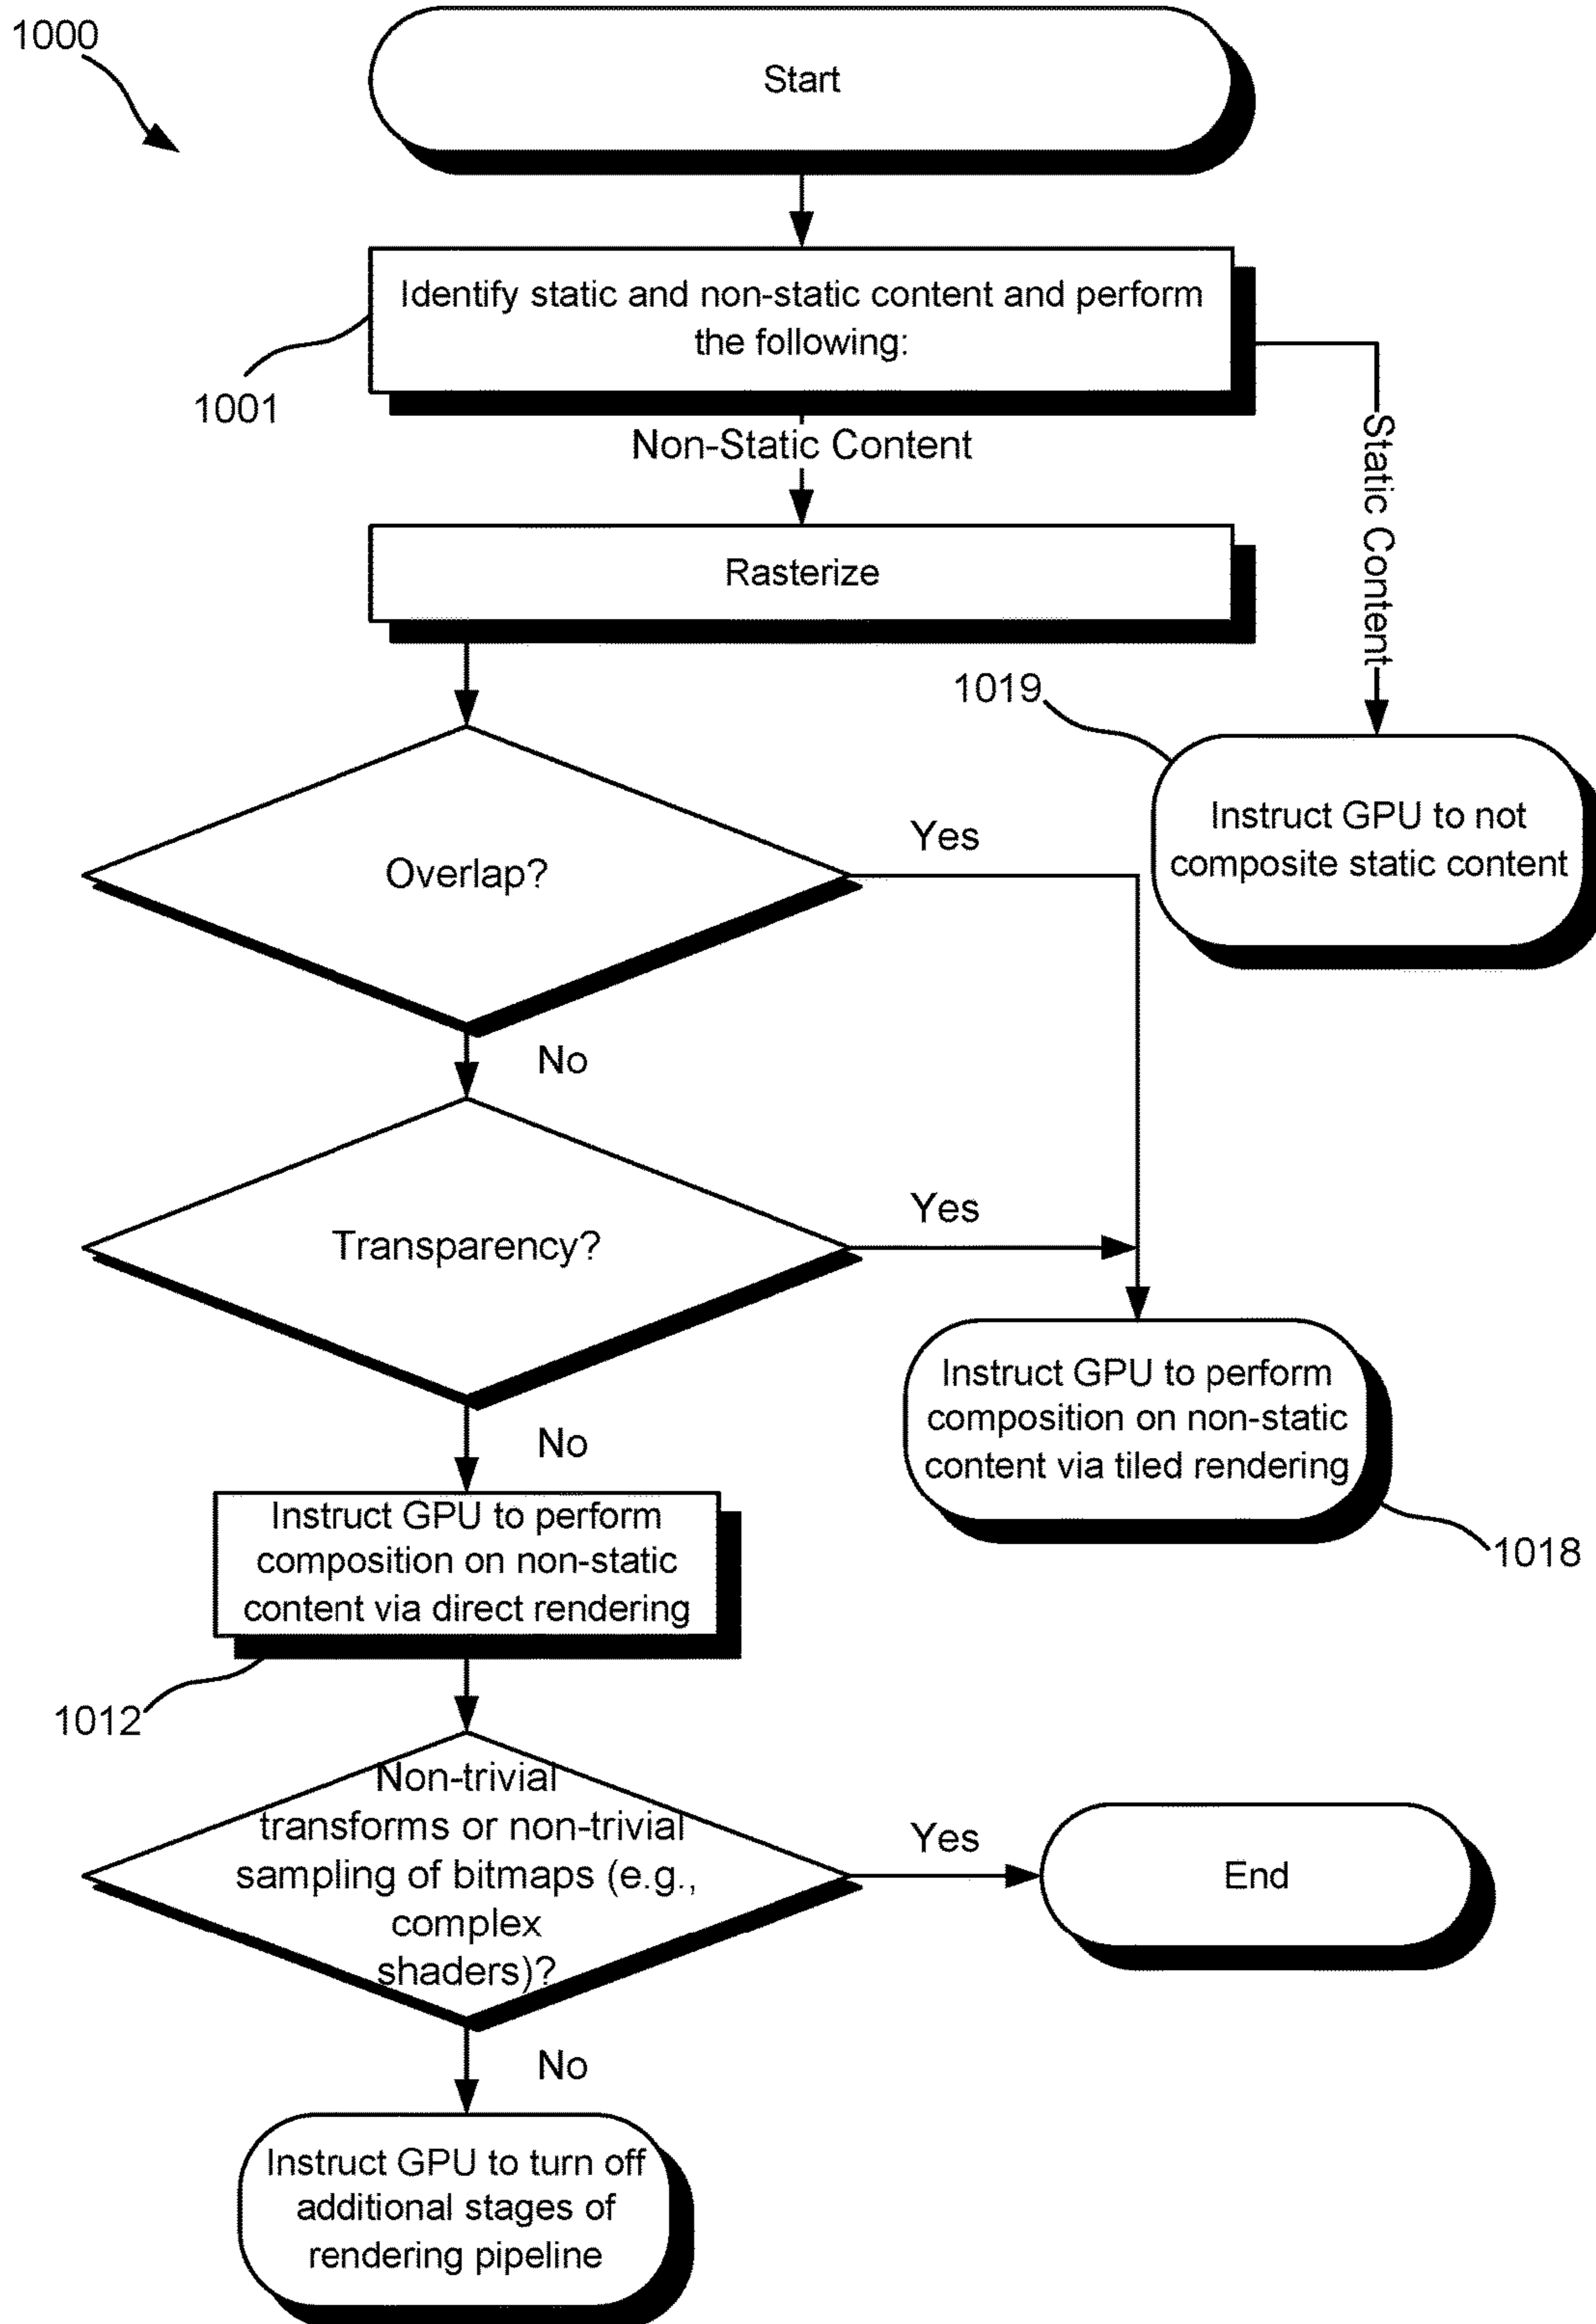 1000
Start
Identify static and non-static content and perform
the following:
1001
Non-Static Content
Static Content
Rasterize
1019
Instruct GPU to not
composite static content
Overlap?
Yes
No
Transparency?
Yes
No
Instruct GPU to perform
composition on non-static
content via tiled rendering
1018
Instruct GPU to perform
composition on non-static
content via direct rendering
1012
Non-trivial
transforms or non-trivial
sampling of bitmaps (e.g.,
complex
shaders)?
Yes
End
No
Instruct GPU to turn off
additional stages of
rendering pipeline